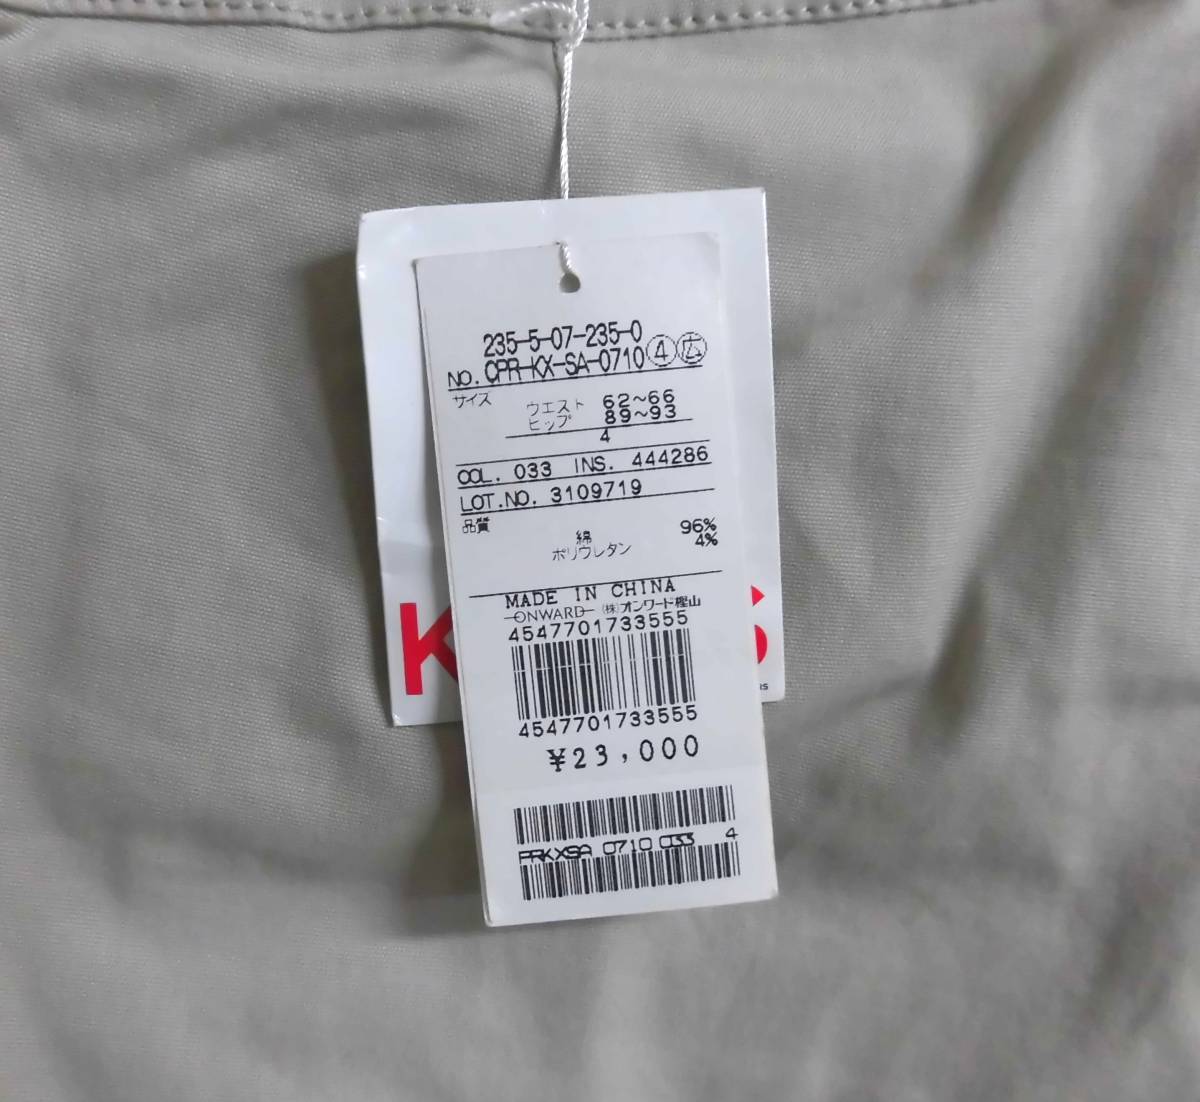 235-5-07-235-0
NO. CPR-KX-SA-0710 ④ 広
サイズ ウエスト 62~66
ヒップ 89~93
4
COL. 033 INS. 444286
LOT.NO. 3109719
品質
綿 96%
ポリウレタン 4%
MADE IN CHINA
ONWARD (株)オンワード樫山
4547701733555
4547701733555
¥23,000
PRKXSA 0710 033 4